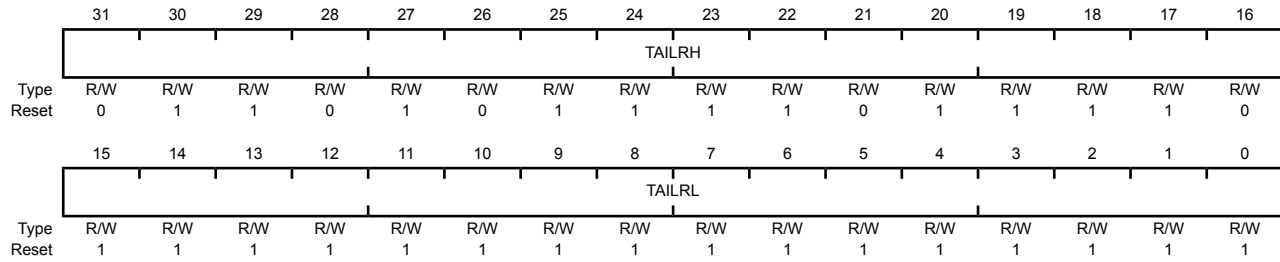 31 30 29 28 27 26 25 24 23 22 21 20 19 18 17 16
TAILRH
Type R/W R/W R/W R/W R/W R/W R/W R/W R/W R/W R/W R/W R/W R/W R/W R/W
Reset 0 1 1 0 1 0 1 1 1 1 0 1 1 1 1 0
15 14 13 12 11 10 9 8 7 6 5 4 3 2 1 0
TAILRL
Type R/W R/W R/W R/W R/W R/W R/W R/W R/W R/W R/W R/W R/W R/W R/W R/W
Reset 1 1 1 1 1 1 1 1 1 1 1 1 1 1 1 1